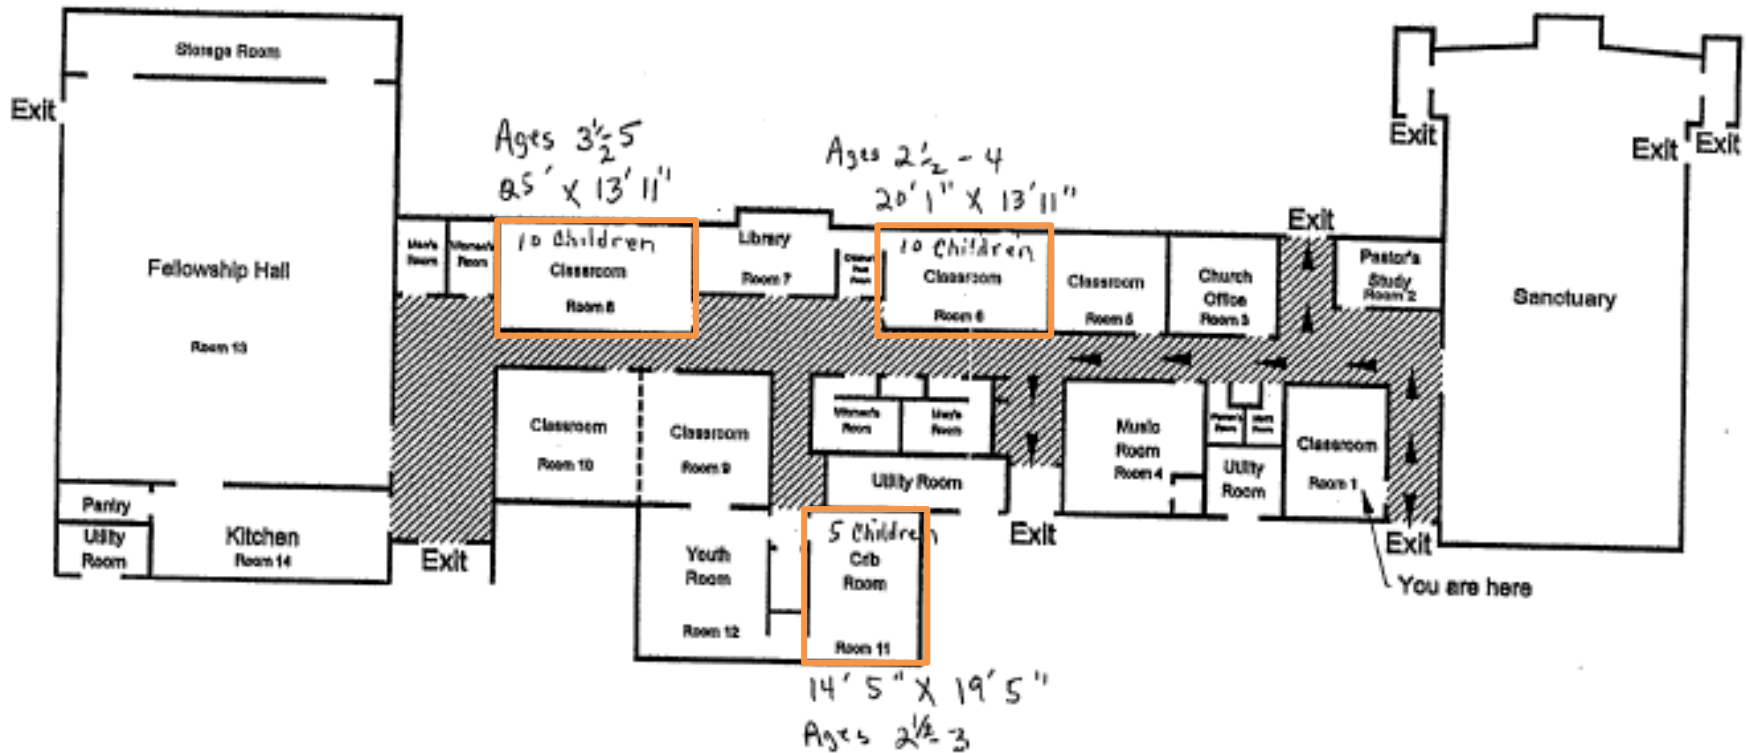 Storage Room
Exit
Ages 3½-5
25' X 13' 11"
Ages 2½ - 4
20' 1" X 13' 11"
Exit
Exit
Exit
Exit
Men's
Room
Women's
Room
10 Children
Classroom
Room 8
Library
Room 7
10 Children
Classroom
Room 6
Classroom
Room 5
Church
Office
Room 3
Pastor's
Study
Room 2
Fellowship Hall
Room 13
Sanctuary
Classroom
Room 10
Classroom
Room 9
Women's
Room
Men's
Room
Utility Room
Music
Room
Room 4
Utility
Room
Classroom
Room 1
Pantry
Utility
Room
Kitchen
Room 14
Exit
Youth
Room
Room 12
5 Children
Crib
Room
Room 11
Exit
Exit
You are here
14' 5" X 19' 5"
Ages 2½-3